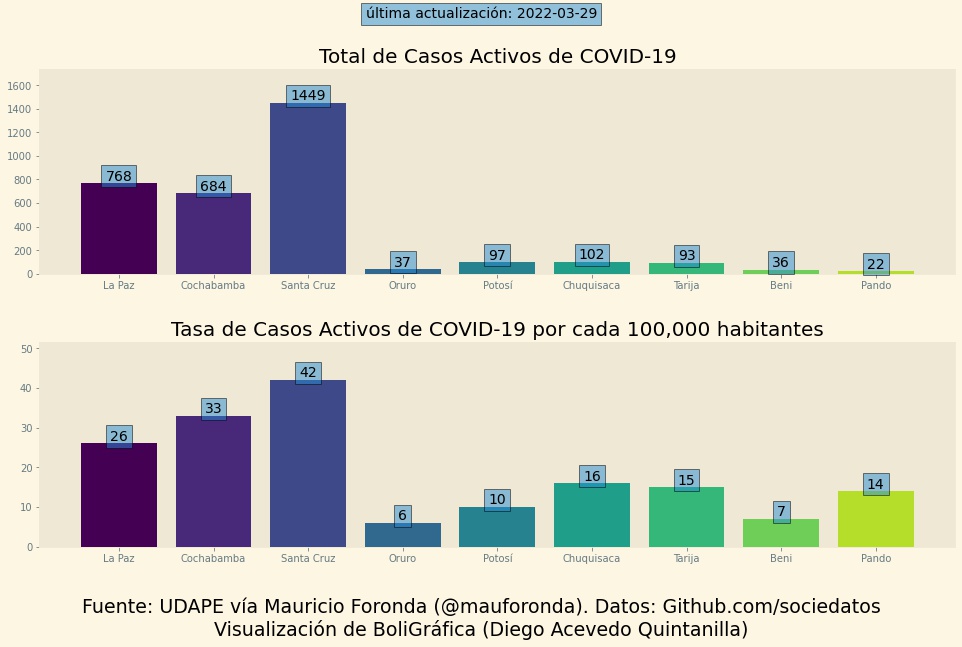 última actualización: 2022-03-29
Total de Casos Activos de COVID-19
1600
1400
1200
1000
800
600
400
200
0
768
684
1449
37
97
102
93
36
22
La Paz
Cochabamba
Santa Cruz
Oruro
Potosí
Chuquisaca
Tarija
Beni
Pando
Tasa de Casos Activos de COVID-19 por cada 100,000 habitantes
50
40
30
20
10
0
26
33
42
6
10
16
15
7
14
La Paz
Cochabamba
Santa Cruz
Oruro
Potosí
Chuquisaca
Tarija
Beni
Pando
Fuente: UDAPE vía Mauricio Foronda (@mauforonda). Datos: Github.com/sociedatos
Visualización de BoliGráfica (Diego Acevedo Quintanilla)